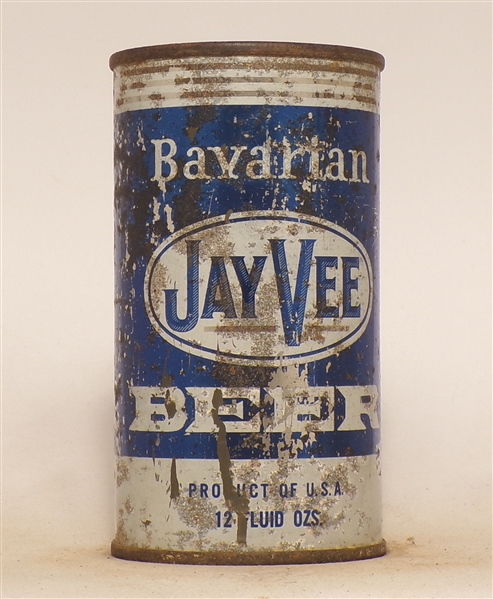 Bavarian
JAY VEE
BEER
PRODUCT OF U.S.A.
12 FLUID OZS.